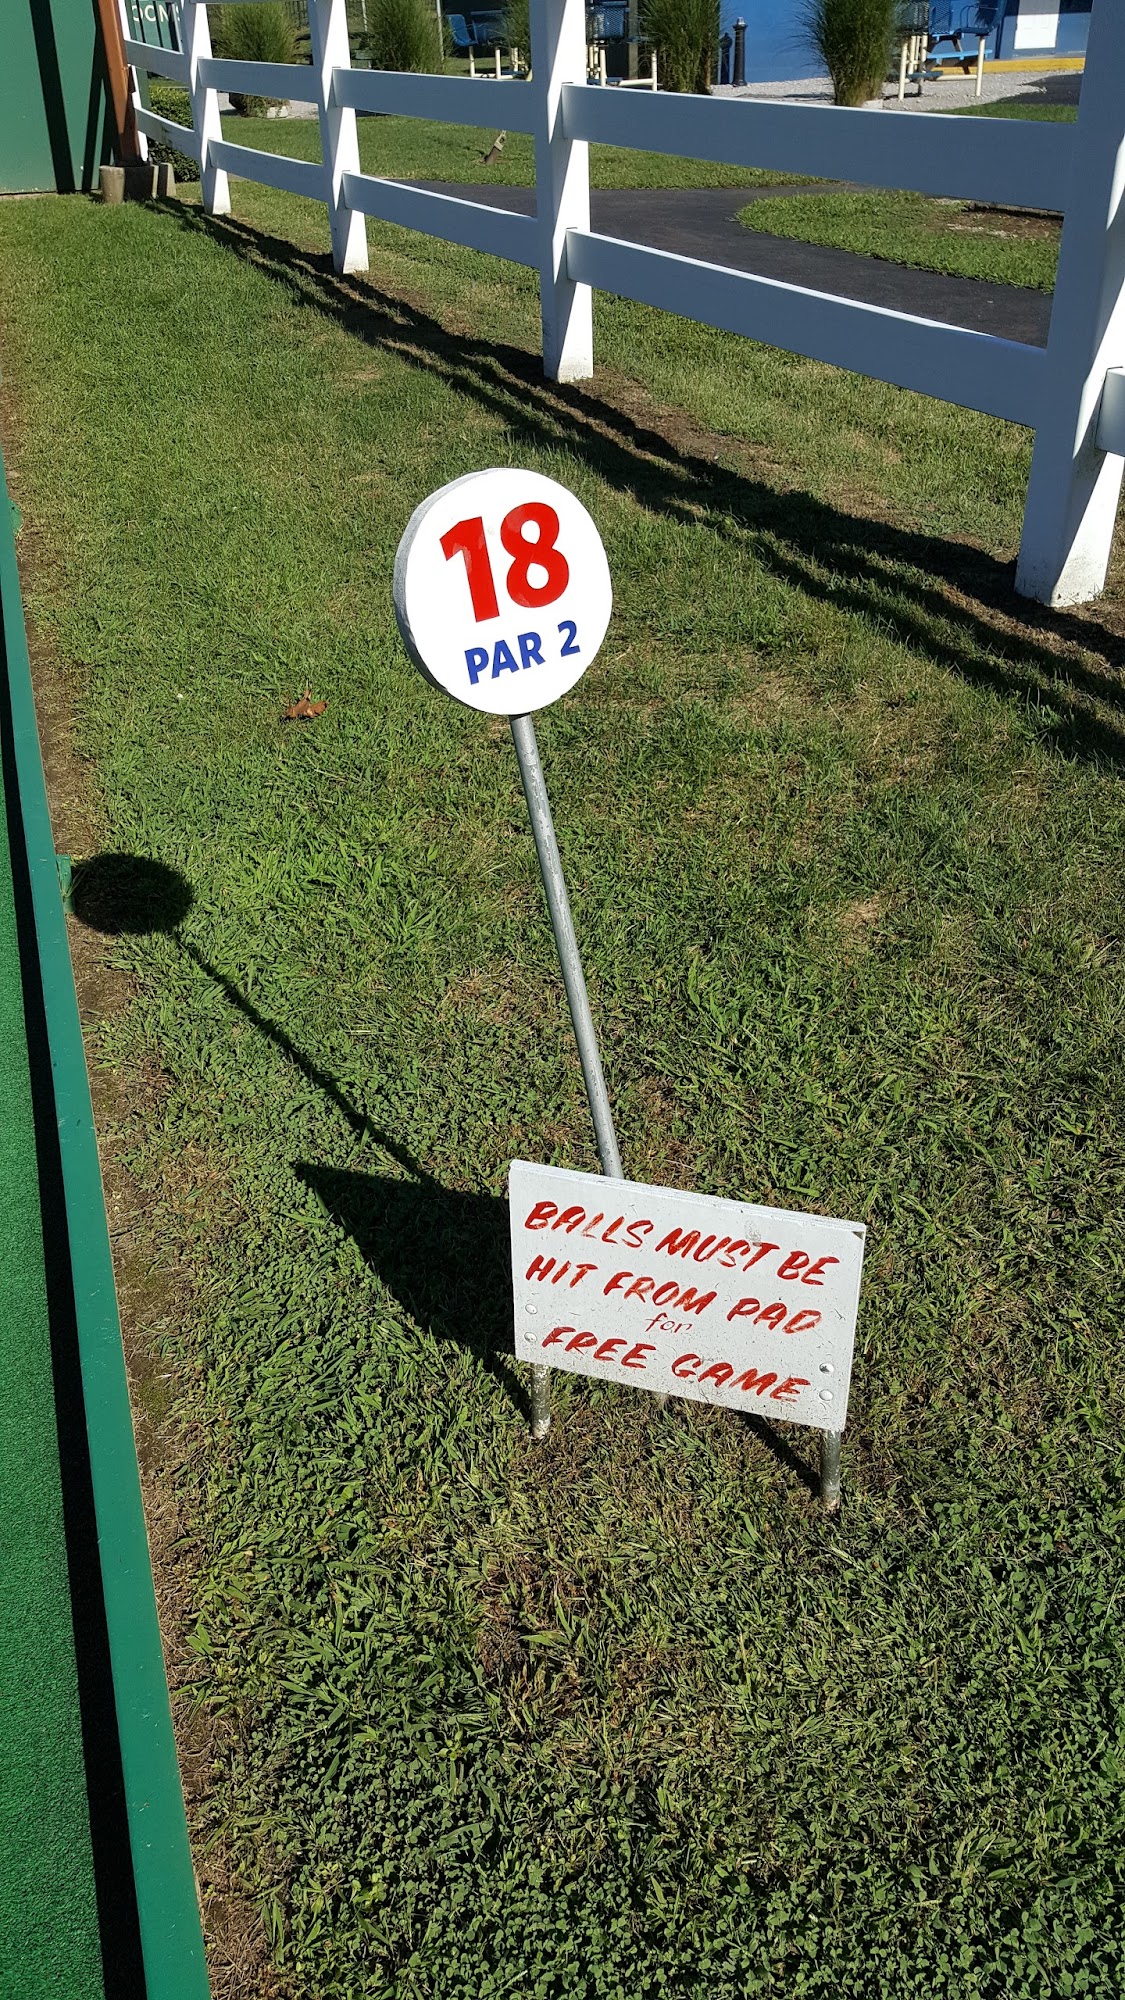 18
PAR 2
BALLS MUST BE
HIT FROM PAD
for
FREE GAME